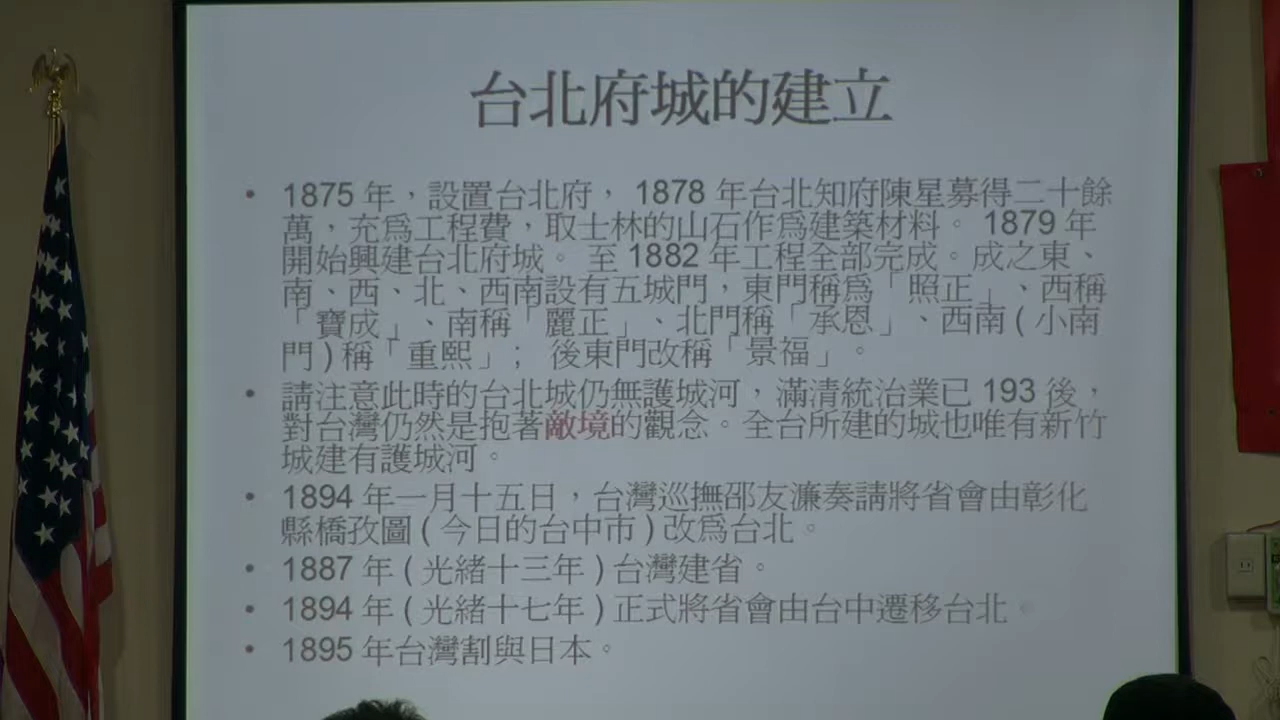 台北府城的建立
• 1875 年，設置台北府， 1878 年台北知府陳星募得二十餘
萬，充為工程費，取士林的山石作為建築材料。 1879 年
開始興建台北府城。 至 1882 年工程全部完成。成之東、
南、西、北、西南設有五城門，東門稱為「照正」、西稱
「寶成」、南稱「麗正」、北門稱「承恩」、西南 ( 小南
門 ) 稱「重熙」； 後東門改稱「景福」。
• 請注意此時的台北城仍無護城河，滿清統治業已 193 後，
對台灣仍然是抱著敵境的觀念。全台所建的城也唯有新竹
城建有護城河。
• 1894 年一月十五日，台灣巡撫邵友濂奏請將省會由彰化
縣橋孜圖 ( 今日的台中市 ) 改為台北。
• 1887 年 ( 光緒十三年 ) 台灣建省。
• 1894 年 ( 光緒十七年 ) 正式將省會由台中遷移台北。
• 1895 年台灣割與日本。